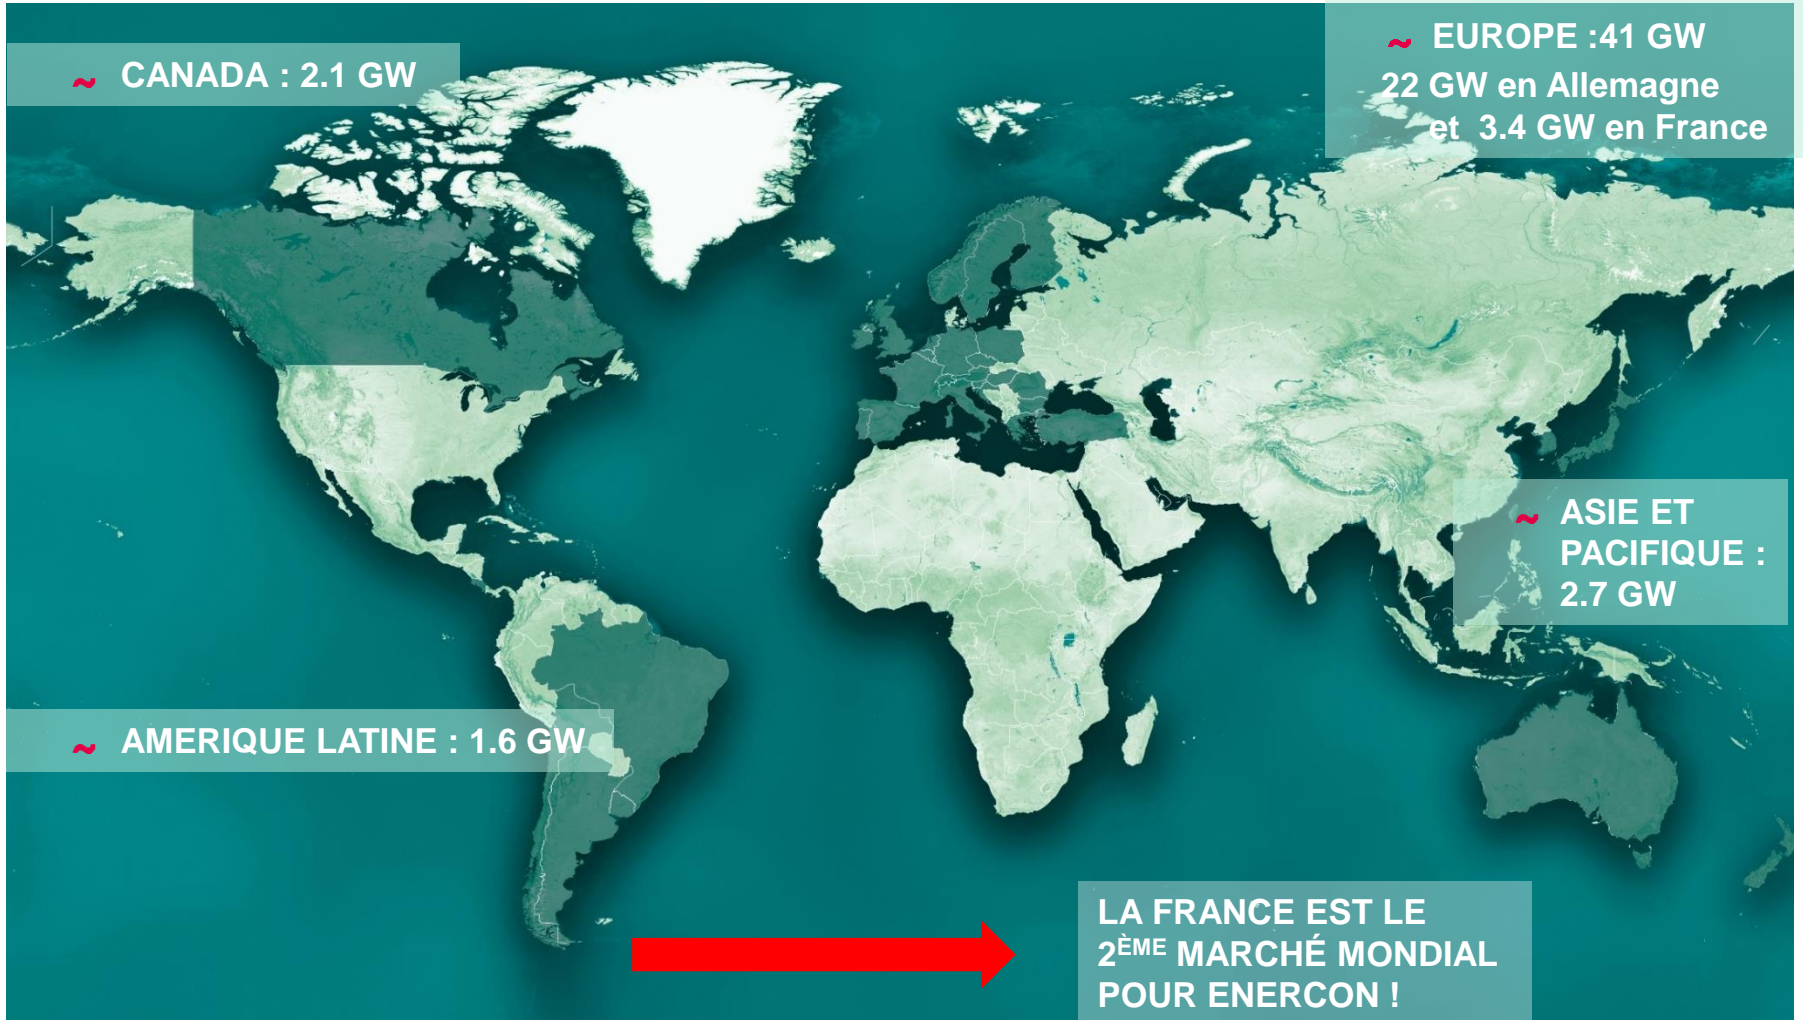 ~ CANADA : 2.1 GW
~ EUROPE :41 GW
22 GW en Allemagne
et 3.4 GW en France
~ ASIE ET
PACIFIQUE :
2.7 GW
~ AMERIQUE LATINE : 1.6 GW
LA FRANCE EST LE
2ÈME MARCHÉ MONDIAL
POUR ENERCON !